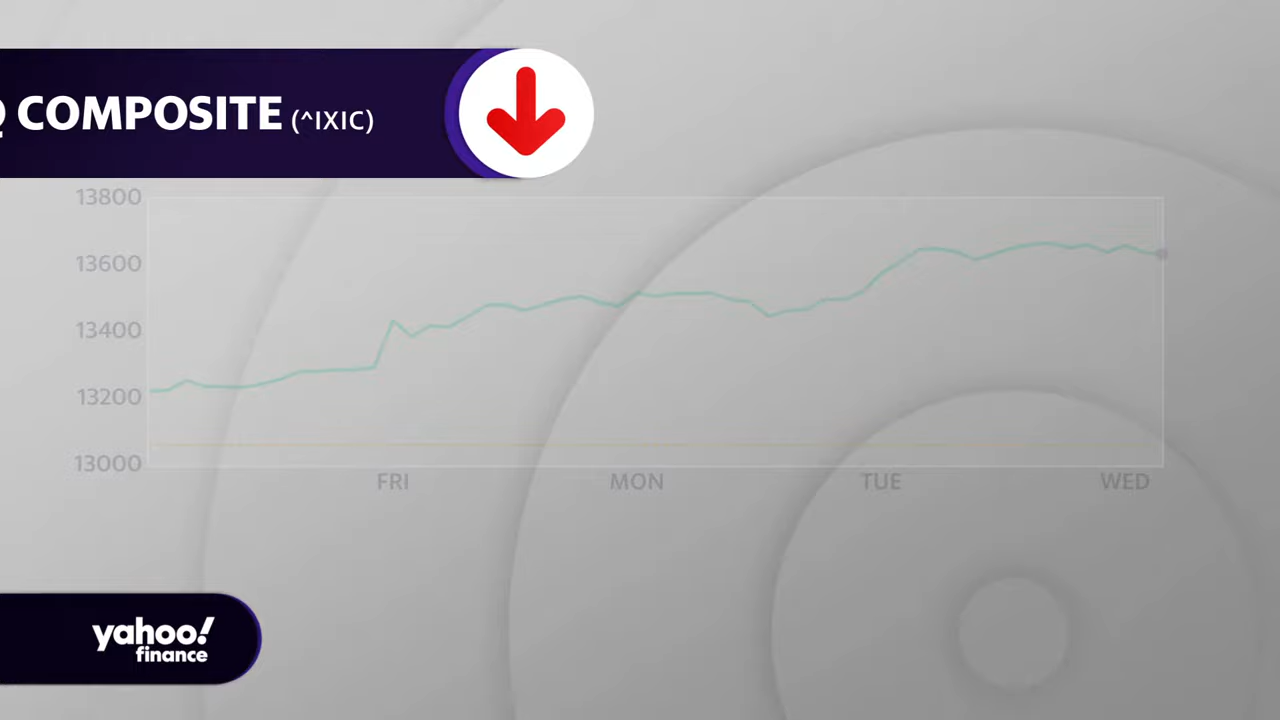 COMPOSITE (^IXIC)
13800
13600
13400
13200
13000
FRI MON TUE WED
yahoo!
finance